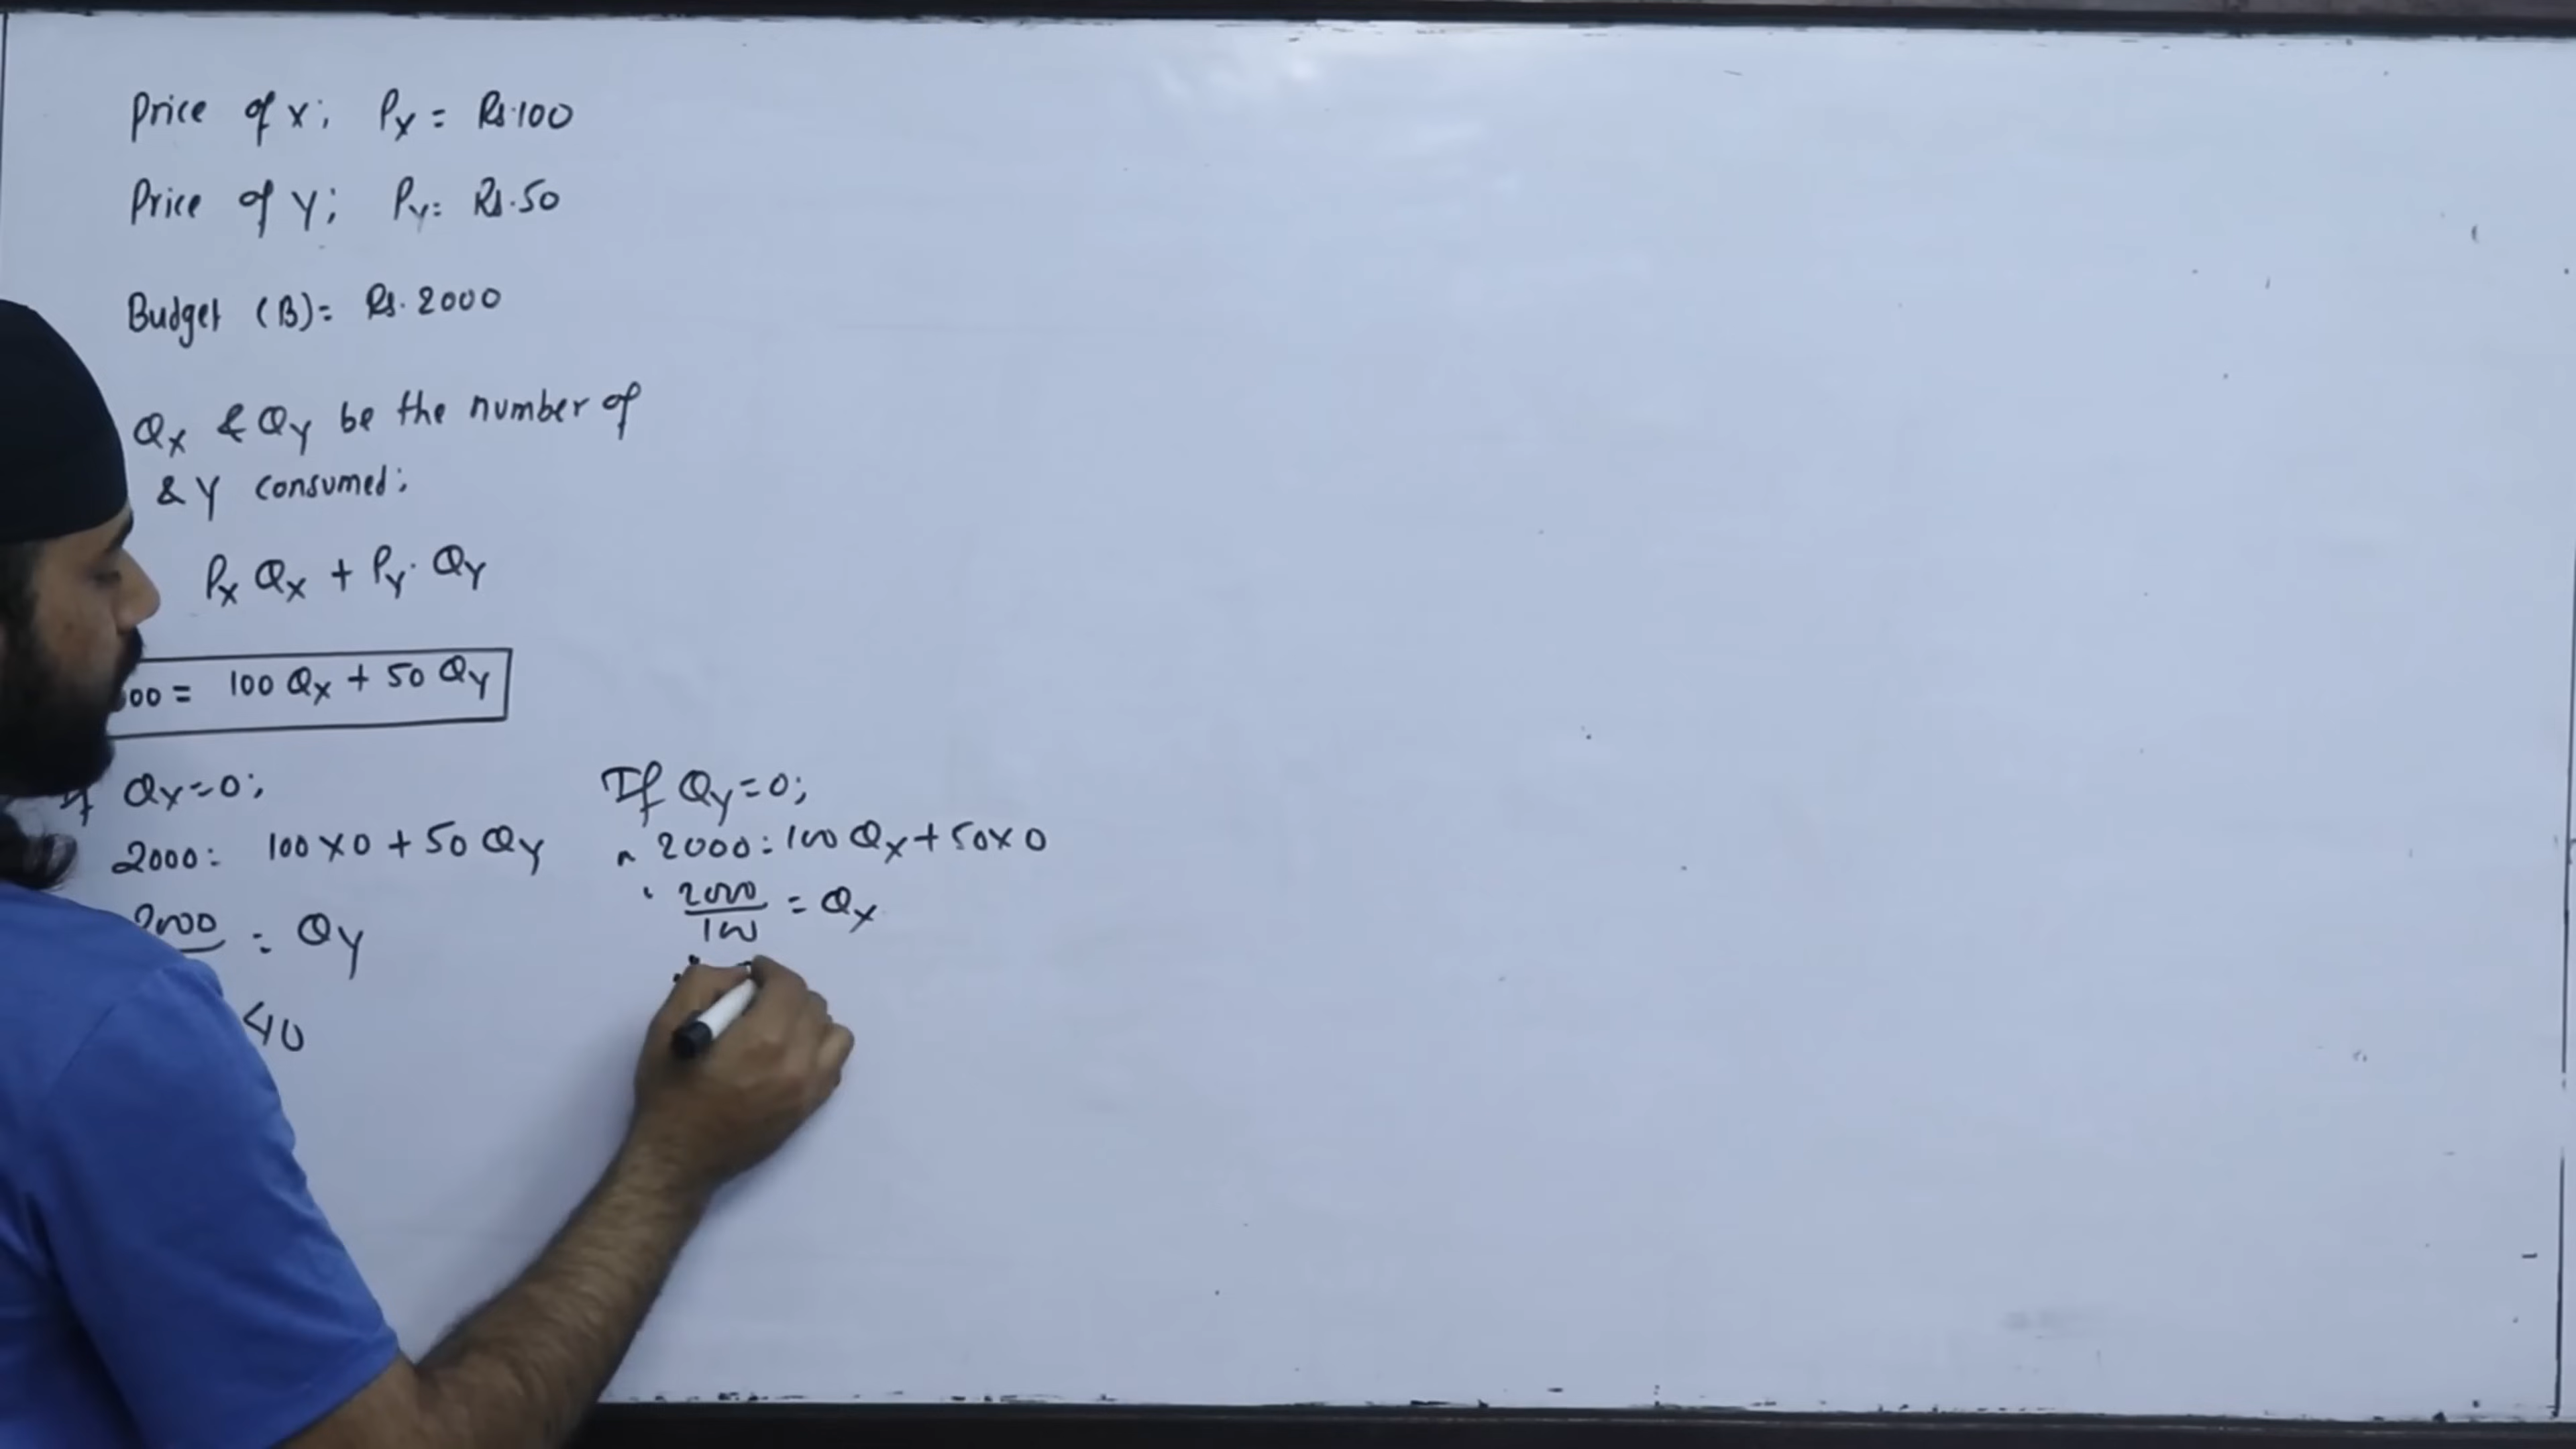 Price of X; Px = Rs.100
Price of Y; Py = Rs.50
Budget (B) = Rs. 2000
Qx & Qy be the number of
& Y consumed;
Px Qx + Py. Qy
00 = 100 Qx + 50 Qy
Qx=0;
2000= 100 X 0 + 50 Qy
2000 = Qy
40
If Qy=0;
2000= 100 Qx + 50X0
2000/100 = Qx